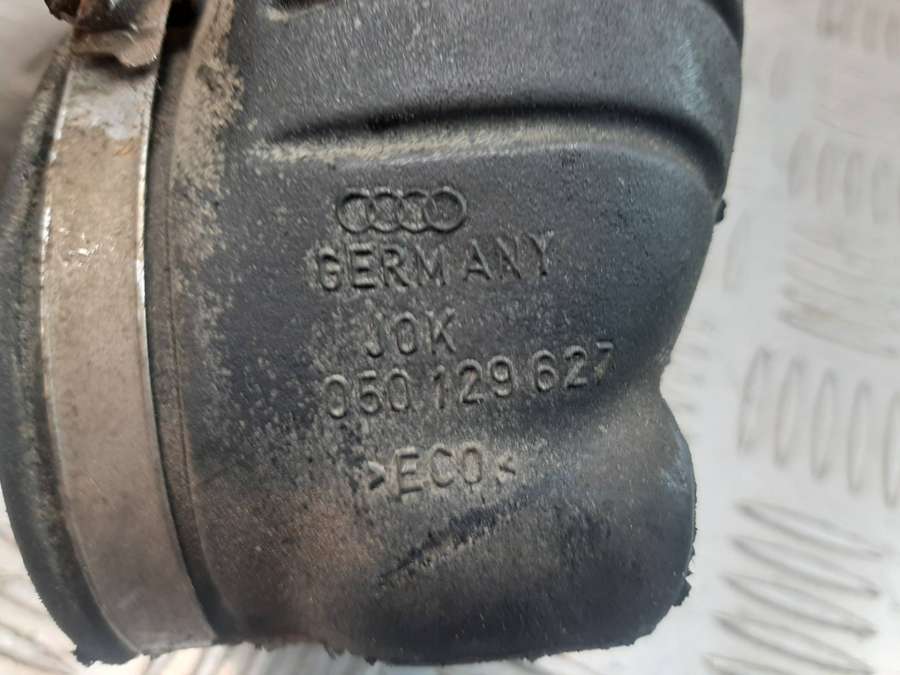 GERMANY
JOK
050 129 627
>ECO<